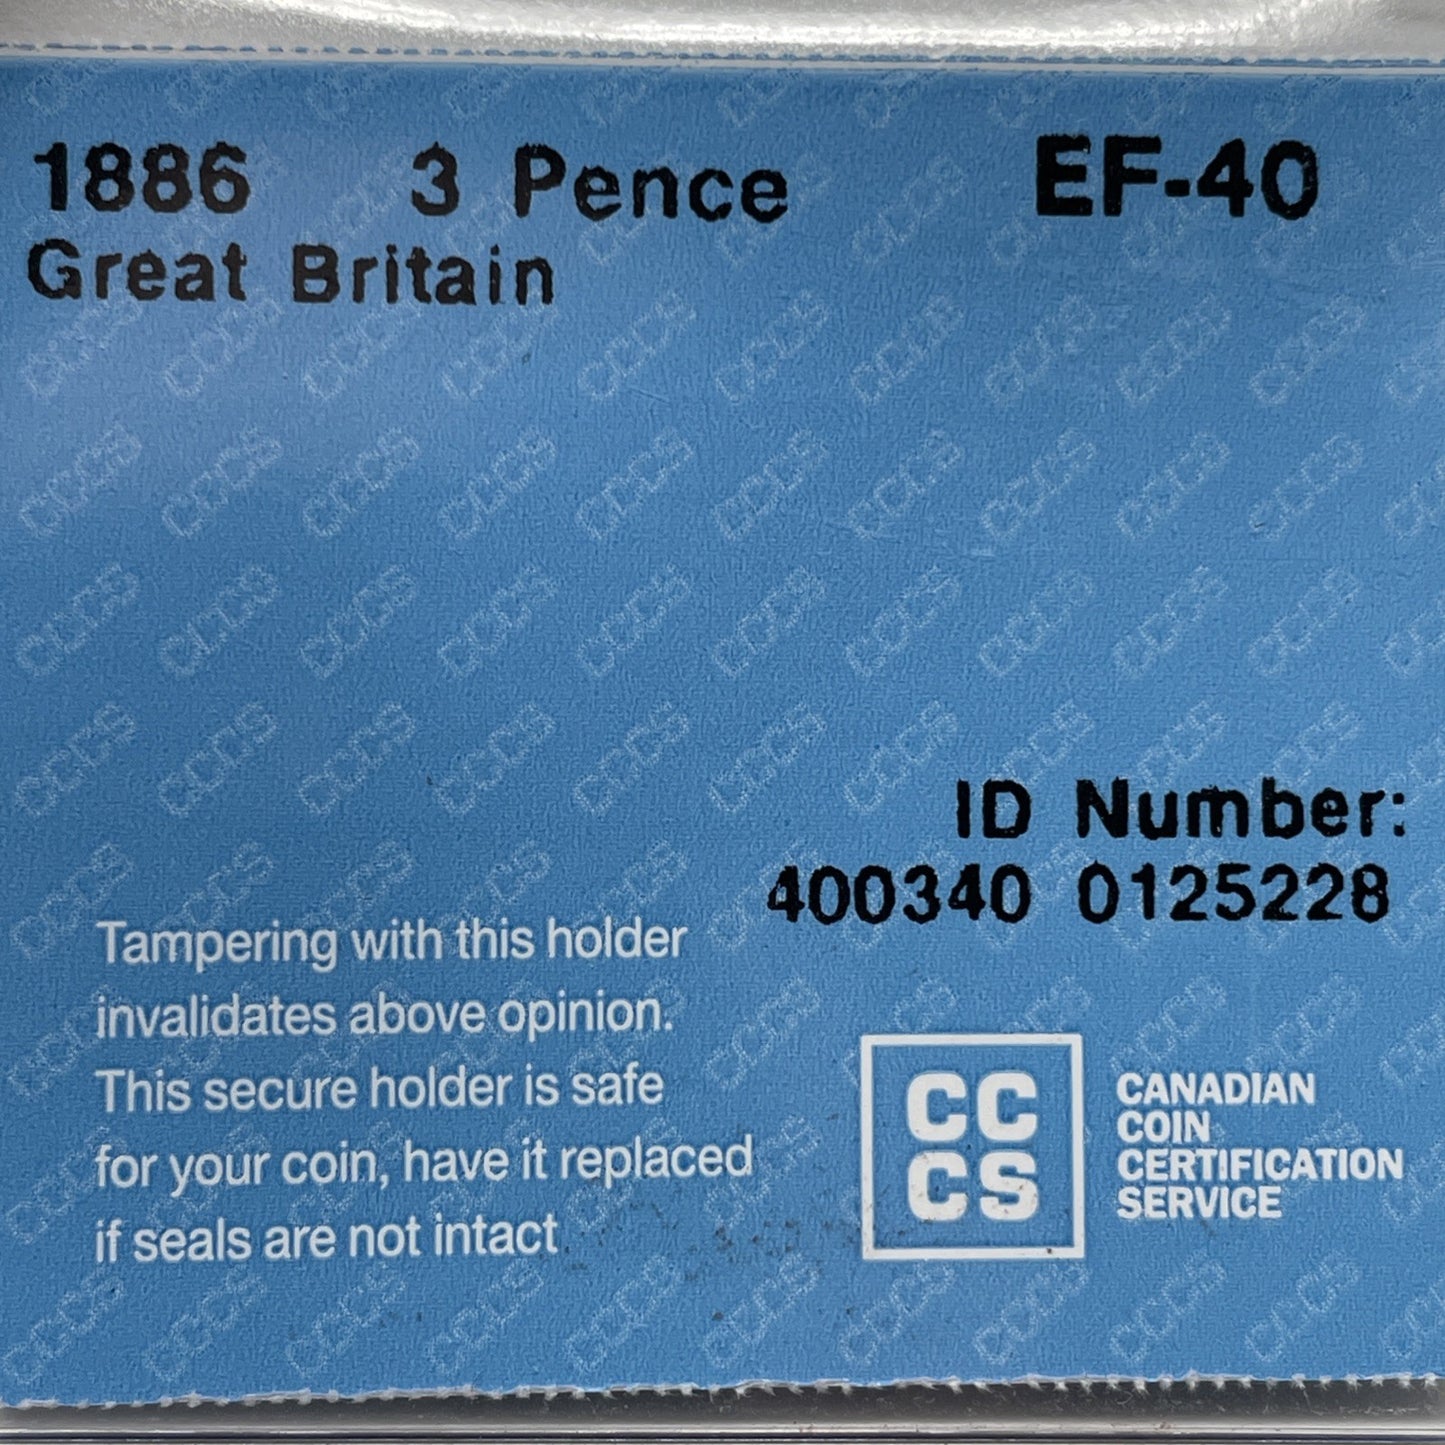 1886 3 Pence EF-40
Great Britain
ID Number:
400340 0125228
Tampering with this holder
invalidates above opinion.
This secure holder is safe
for your coin, have it replaced
if seals are not intact
CC
CS
CANADIAN
COIN
CERTIFICATION
SERVICE